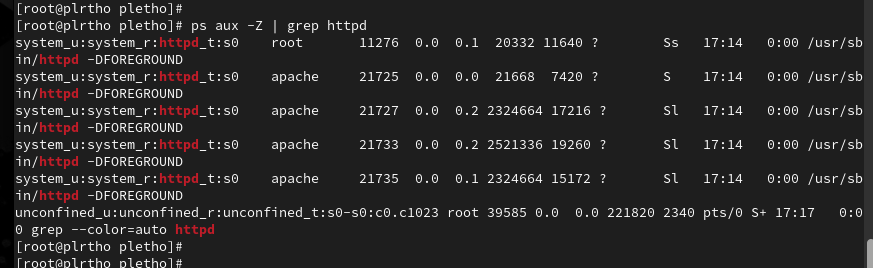 [root@plrtho pletho]#
[root@plrtho pletho]# ps aux -Z | grep httpd
system_u:system_r:httpd_t:s0    root     11276  0.0  0.1  20332 11640 ?        Ss   17:14   0:00 /usr/sb
in/httpd -DFOREGROUND
system_u:system_r:httpd_t:s0    apache   21725  0.0  0.0  21668  7420 ?        S    17:14   0:00 /usr/sb
in/httpd -DFOREGROUND
system_u:system_r:httpd_t:s0    apache   21727  0.0  0.2 2324664 17216 ?       Sl   17:14   0:00 /usr/sb
in/httpd -DFOREGROUND
system_u:system_r:httpd_t:s0    apache   21733  0.0  0.2 2521336 19260 ?       Sl   17:14   0:00 /usr/sb
in/httpd -DFOREGROUND
system_u:system_r:httpd_t:s0    apache   21735  0.0  0.1 2324664 15172 ?       Sl   17:14   0:00 /usr/sb
in/httpd -DFOREGROUND
unconfined_u:unconfined_r:unconfined_t:s0-s0:c0.c1023 root 39585 0.0  0.0 221820 2340 pts/0 S+ 17:17   0:0
0 grep --color=auto httpd
[root@plrtho pletho]#
[root@plrtho pletho]#